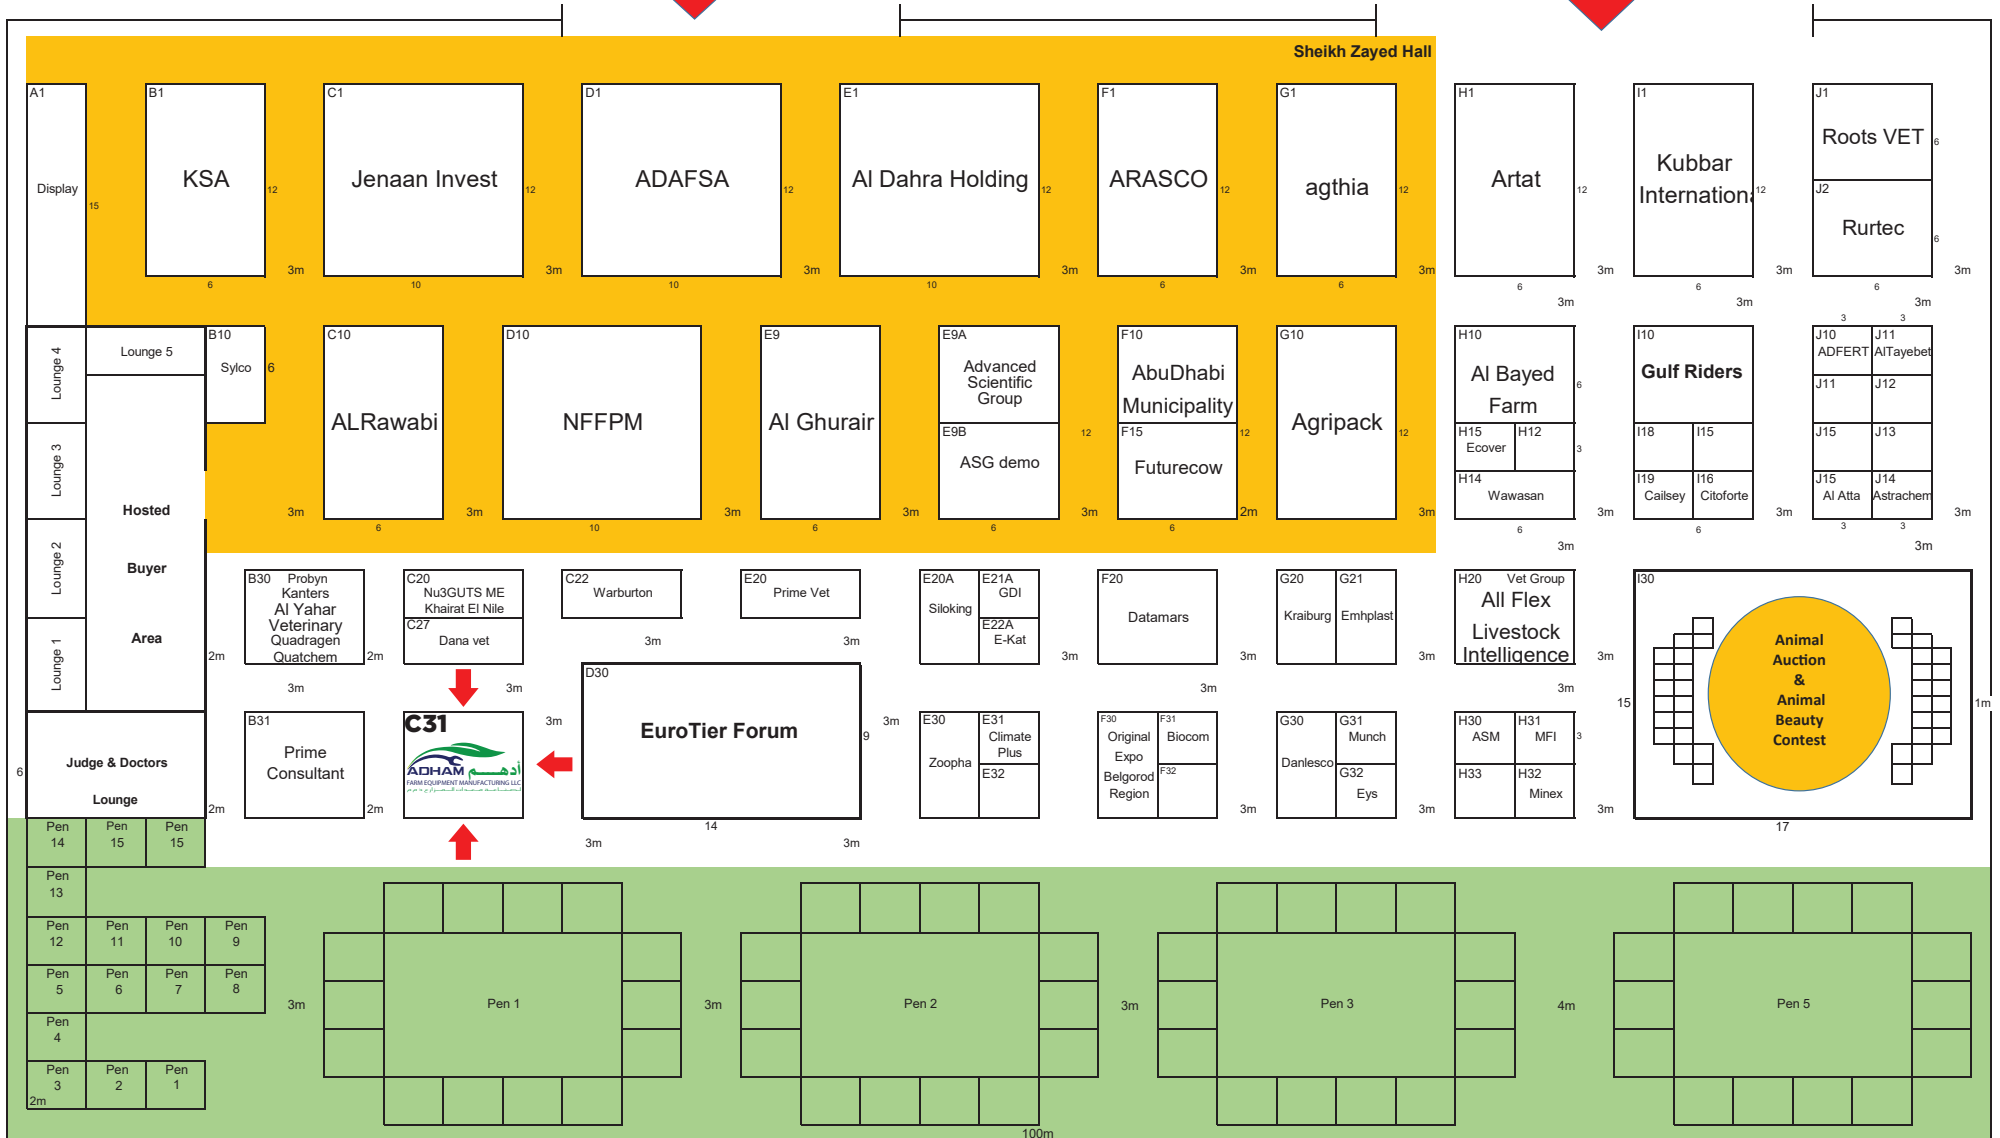 Sheikh Zayed Hall
A1
Display
15
B1
KSA
12
6
3m
C1
Jenaan Invest
12
10
3m
D1
ADAFSA
12
10
3m
E1
Al Dahra Holding
12
10
3m
F1
ARASCO
12
6
3m
G1
agthia
12
6
3m
H1
Artat
12
6
3m
3m
I1
Kubbar
Internationa
12
6
3m
3m
J1
Roots VET
6
J2
Rurtec
6
6
3m
3m
Lounge 4
Lounge 3
Lounge 2
Lounge 1
Lounge 5
Hosted
Buyer
Area
B10
Sylco
6
3m
C10
ALRawabi
6
3m
D10
NFFPM
10
3m
E9
Al Ghurair
6
3m
E9A
Advanced
Scientific
Group
E9B
ASG demo
12
6
3m
F10
AbuDhabi
Municipality
F15
Futurecow
12
6
2m
G10
Agripack
12
3m
H10
Al Bayed
Farm
6
H15
Ecover
H12
3
H14
Wawasan
6
3m
3m
I10
Gulf Riders
I18
I15
I19
Cailsey
I16
Citoforte
6
3m
3
3
J10
ADFERT
J11
AlTayebet
J11
J12
J15
J13
J15
Al Atta
J14
Astrachem
3
3
3m
3m
2m
B30
Probyn
Kanters
Al Yahar
Veterinary
Quadragen
Quatchem
2m
3m
C20
Nu3GUTS ME
Khairat El Nile
C27
Dana vet
3m
C22
Warburton
3m
E20
Prime Vet
3m
E20A
Siloking
E21A
GDI
E22A
E-Kat
3m
F20
Datamars
3m
3m
G20
Kraiburg
G21
Emhplast
3m
H20
Vet Group
All Flex
Livestock
Intelligence
3m
3m
I30
Animal
Auction
&
Animal
Beauty
Contest
15
17
1m
6
Judge & Doctors
Lounge
2m
B31
Prime
Consultant
2m
C31
ADHAM أدهم
FARM EQUIPMENT MANUFACTURING LLC
3m
D30
EuroTier Forum
9
14
3m
3m
3m
E30
Zoopha
E31
Climate
Plus
E32
F30
Original
Expo
Belgorod
Region
F31
Biocom
F32
3m
G30
Danlesco
G31
Munch
G32
Eys
3m
H30
ASM
H31
MFI
3
H33
H32
Minex
3m
Pen
14
Pen
15
Pen
15
Pen
13
Pen
12
Pen
11
Pen
10
Pen
9
Pen
5
Pen
6
Pen
7
Pen
8
Pen
4
Pen
3
2m
Pen
2
Pen
1
3m
Pen 1
3m
Pen 2
3m
Pen 3
4m
Pen 5
100m